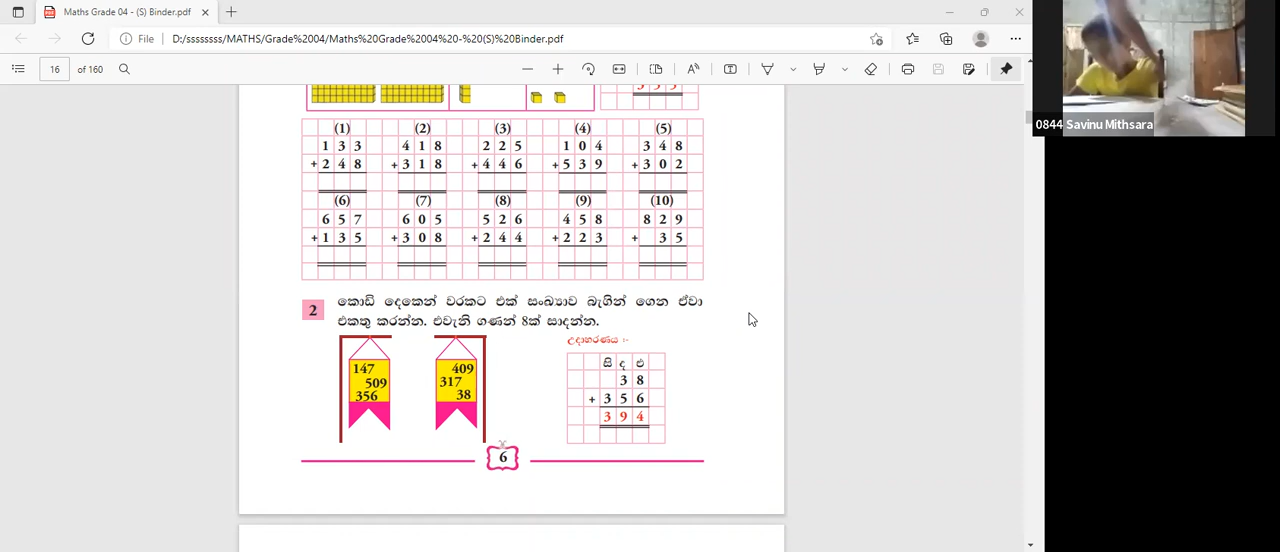 Maths Grade 04 - (S) Binder.pdf
File
D:/ssssssss/MATHS/Grade%2004/Maths%20Grade%2004%20-%20(S)%20Binder.pdf
16 of 160
0844 Savinu Mithsara
(1) (2) (3) (4) (5)
1 3 3 4 1 8 2 2 5 1 0 4 3 4 8
+ 2 4 8 + 3 1 8 + 4 4 6 + 5 3 9 + 3 0 2
(6) (7) (8) (9) (10)
6 5 7 6 0 5 5 2 6 4 5 8 8 2 9
+ 1 3 5 + 3 0 8 + 2 4 4 + 2 2 3 + 3 5
2 කොඩි දෙකෙන් වරකට එක් සංඛ්‍යාව බැගින් ගෙන ඒවා
එකතු කරන්න. එවැනි ගණන් 8ක් සාදන්න.
147
509
356
409
317
38
උදාහරණය :-
සි ද එ
3 8
+ 3 5 6
3 9 4
6